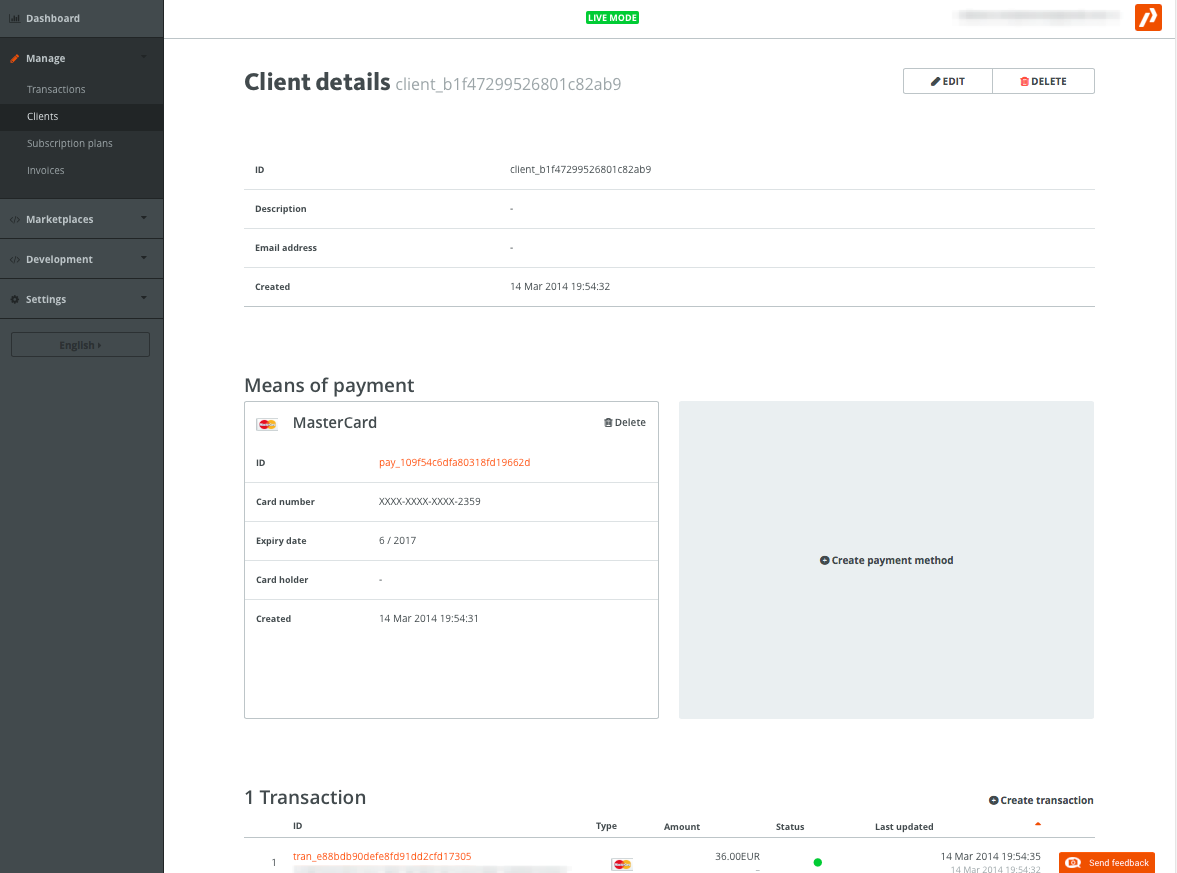 Dashboard
LIVE MODE
Manage
Transactions
Clients
Subscription plans
Invoices
Marketplaces
Development
Settings
English
Client details client_b1f47299526801c82ab9
EDIT
DELETE
ID client_b1f47299526801c82ab9
Description -
Email address -
Created 14 Mar 2014 19:54:32
Means of payment
MasterCard
Delete
ID pay_109f54c6dfa80318fd19662d
Card number XXXX-XXXX-XXXX-2359
Expiry date 6 / 2017
Card holder -
Created 14 Mar 2014 19:54:31
Create payment method
1 Transaction
Create transaction
ID Type Amount Status Last updated
1 tran_e88bdb90defe8fd91dd2cfd17305 36.00EUR 14 Mar 2014 19:54:35
– 14 Mar 2014 19:54:32
Send feedback